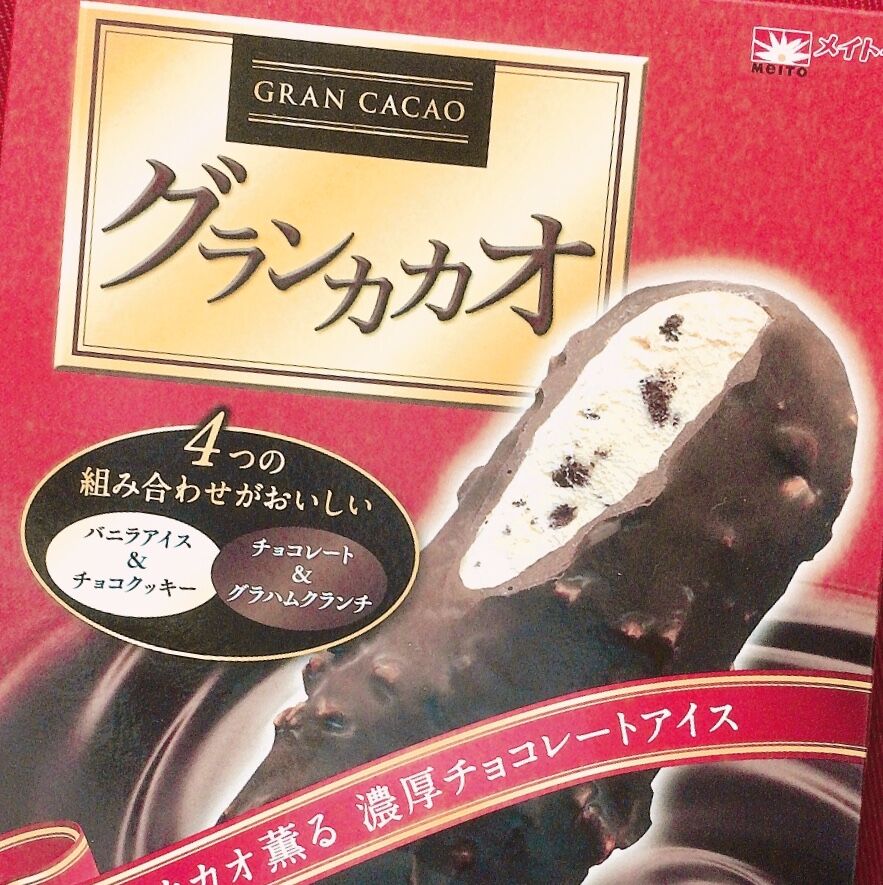 MEITO
メイト
GRAN CACAO
グランカカオ
4つの
組み合わせがおいしい
バニラアイス
&
チョコクッキー
チョコレート
&
グラハムクランチ
カカオ薫る 濃厚チョコレートアイス